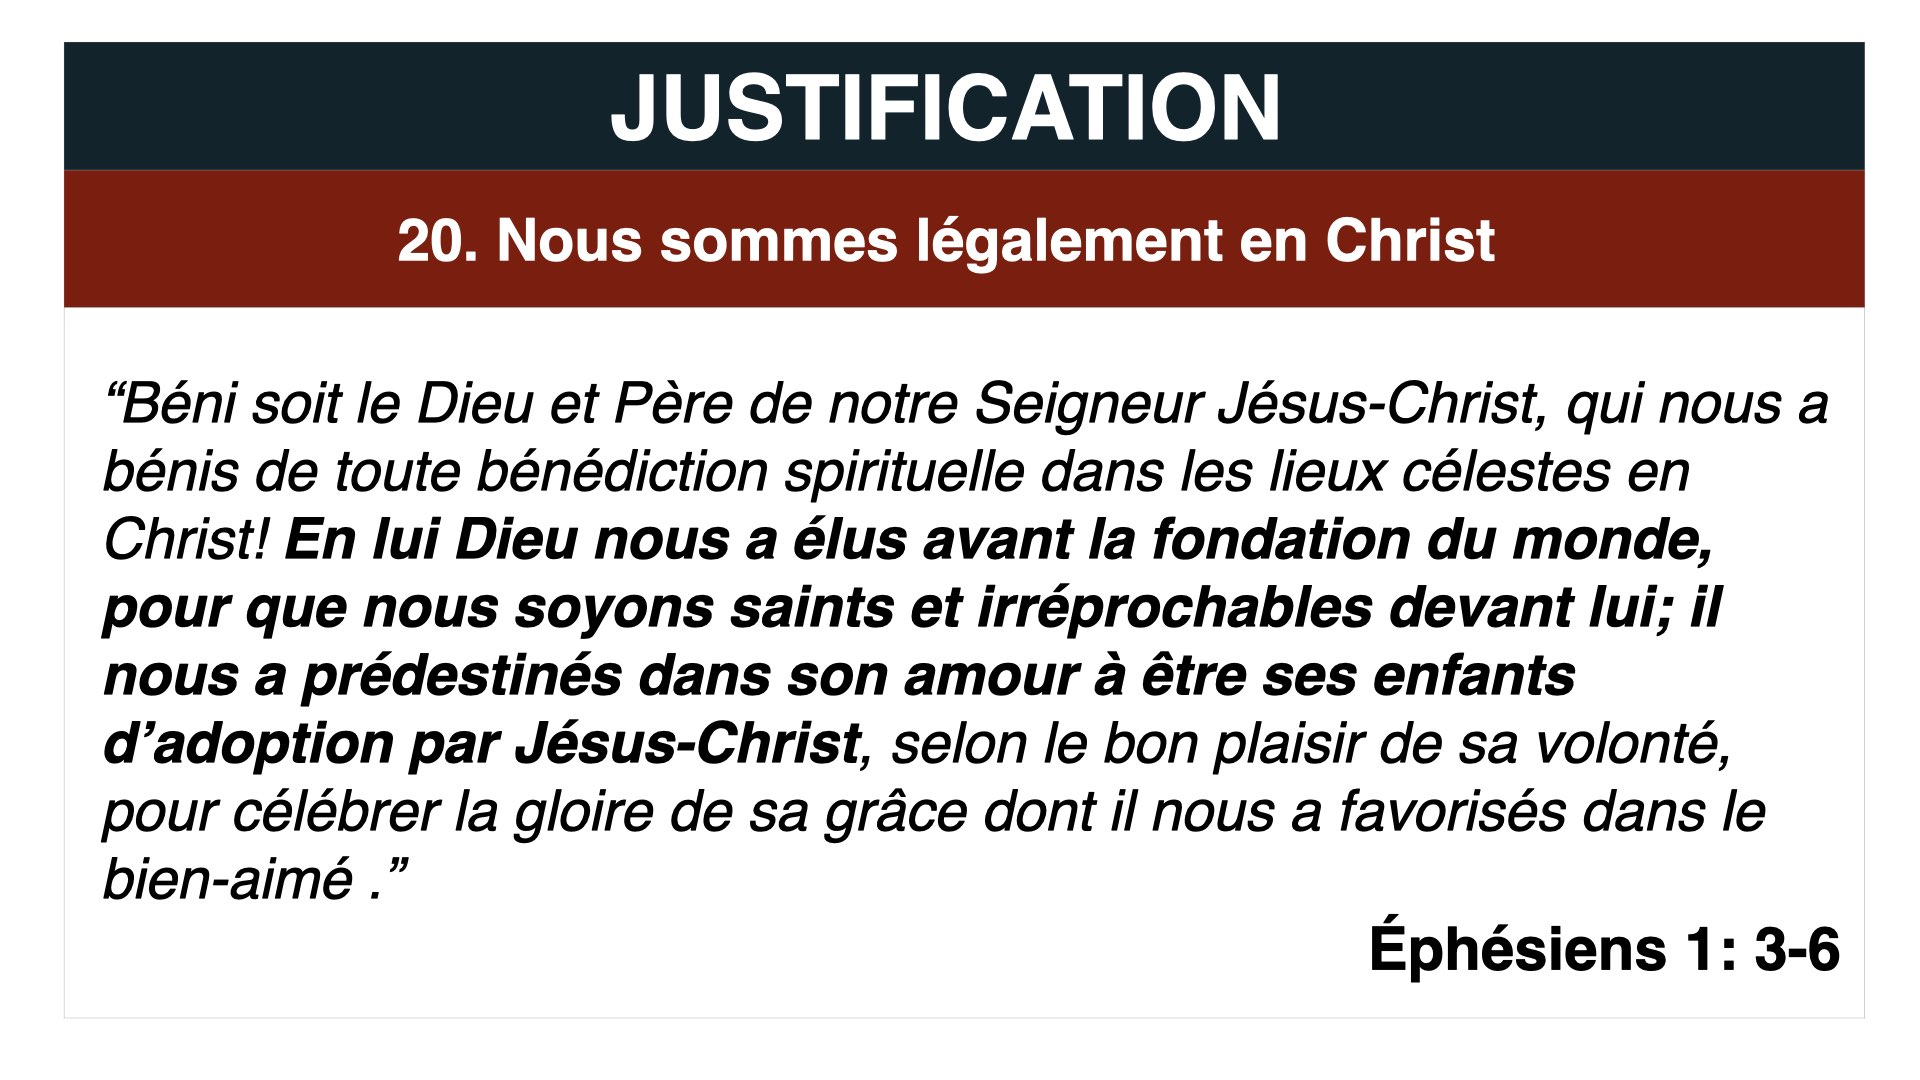 JUSTIFICATION
20. Nous sommes légalement en Christ
“Béni soit le Dieu et Père de notre Seigneur Jésus-Christ, qui nous a
bénis de toute bénédiction spirituelle dans les lieux célestes en
Christ! En lui Dieu nous a élus avant la fondation du monde,
pour que nous soyons saints et irréprochables devant lui; il
nous a prédestinés dans son amour à être ses enfants
d’adoption par Jésus-Christ, selon le bon plaisir de sa volonté,
pour célébrer la gloire de sa grâce dont il nous a favorisés dans le
bien-aimé .”
Éphésiens 1: 3-6